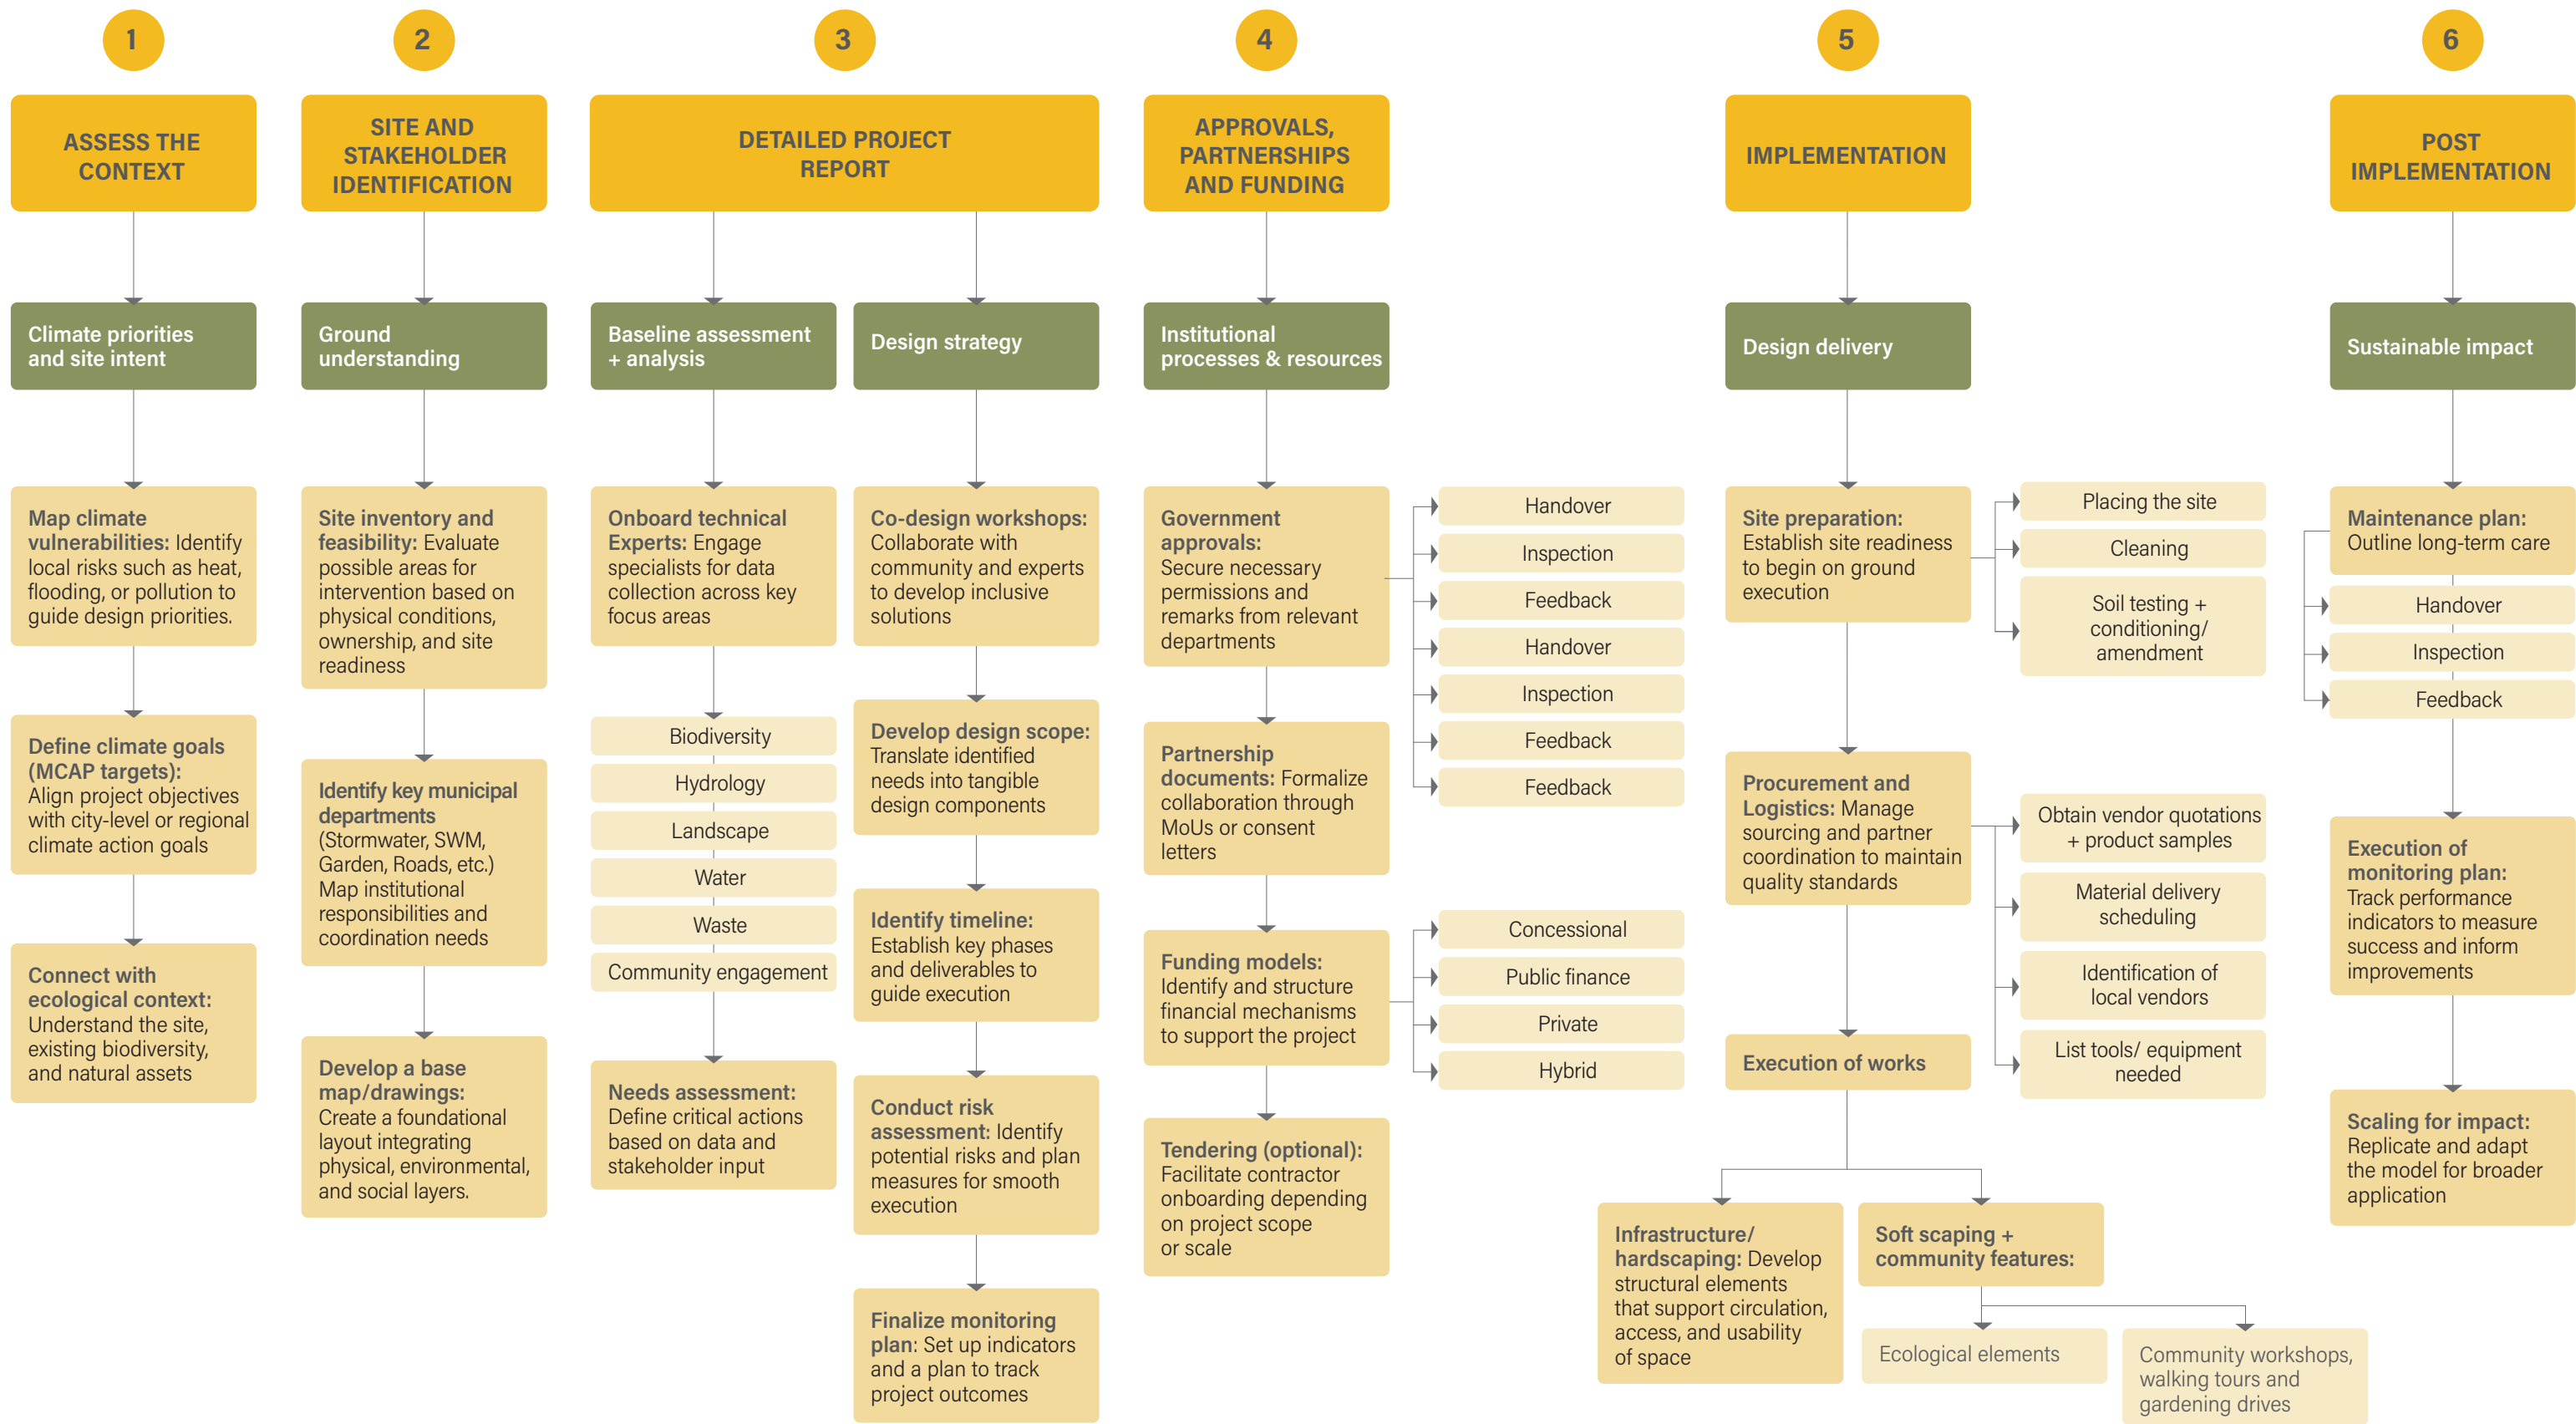 1
ASSESS THE
CONTEXT
Climate priorities
and site intent
Map climate
vulnerabilities: Identify
local risks such as heat,
flooding, or pollution to
guide design priorities.
Define climate goals
(MCAP targets):
Align project objectives
with city-level or regional
climate action goals
Connect with
ecological context:
Understand the site,
existing biodiversity,
and natural assets
2
SITE AND
STAKEHOLDER
IDENTIFICATION
Ground
understanding
Site inventory and
feasibility: Evaluate
possible areas for
intervention based on
physical conditions,
ownership, and site
readiness
Identify key municipal
departments
(Stormwater, SWM,
Garden, Roads, etc.)
Map institutional
responsibilities and
coordination needs
Develop a base
map/drawings:
Create a foundational
layout integrating
physical, environmental,
and social layers.
3
DETAILED PROJECT
REPORT
Baseline assessment
+ analysis
Onboard technical
Experts: Engage
specialists for data
collection across key
focus areas
Biodiversity
Hydrology
Landscape
Water
Waste
Community engagement
Needs assessment:
Define critical actions
based on data and
stakeholder input
Design strategy
Co-design workshops:
Collaborate with
community and experts
to develop inclusive
solutions
Develop design scope:
Translate identified
needs into tangible
design components
Identify timeline:
Establish key phases
and deliverables to
guide execution
Conduct risk
assessment: Identify
potential risks and plan
measures for smooth
execution
Finalize monitoring
plan: Set up indicators
and a plan to track
project outcomes
4
APPROVALS,
PARTNERSHIPS
AND FUNDING
Institutional
processes & resources
Government
approvals:
Secure necessary
permissions and
remarks from relevant
departments
Handover
Inspection
Feedback
Handover
Inspection
Feedback
Feedback
Partnership
documents: Formalize
collaboration through
MoUs or consent
letters
Funding models:
Identify and structure
financial mechanisms
to support the project
Concessional
Public finance
Private
Hybrid
Tendering (optional):
Facilitate contractor
onboarding depending
on project scope
or scale
5
IMPLEMENTATION
Design delivery
Site preparation:
Establish site readiness
to begin on ground
execution
Placing the site
Cleaning
Soil testing +
conditioning/
amendment
Procurement and
Logistics: Manage
sourcing and partner
coordination to maintain
quality standards
Obtain vendor quotations
+ product samples
Material delivery
scheduling
Identification of
local vendors
List tools/ equipment
needed
Execution of works
Infrastructure/
hardscaping: Develop
structural elements
that support circulation,
access, and usability
of space
Soft scaping +
community features:
Ecological elements
Community workshops,
walking tours and
gardening drives
6
POST
IMPLEMENTATION
Sustainable impact
Maintenance plan:
Outline long-term care
Handover
Inspection
Feedback
Execution of
monitoring plan:
Track performance
indicators to measure
success and inform
improvements
Scaling for impact:
Replicate and adapt
the model for broader
application